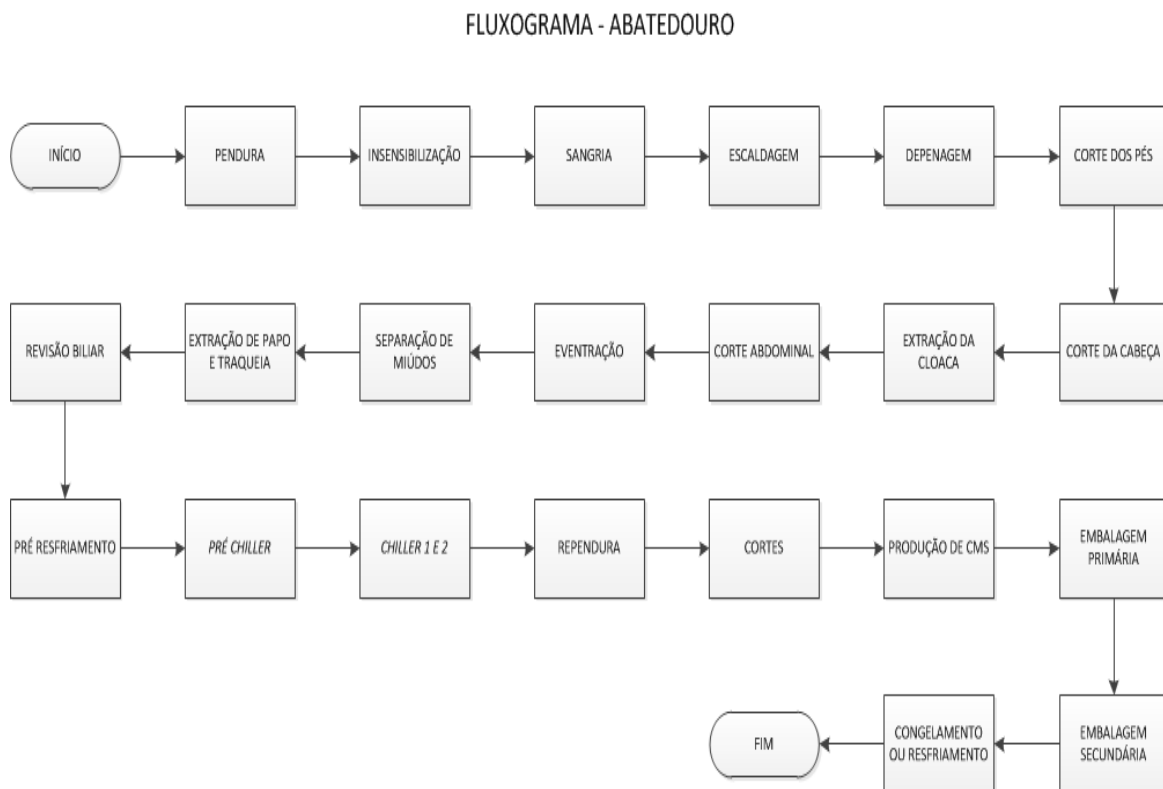 FLUXOGRAMA - ABATEDOURO
INÍCIO
PENDURA
INSENSIBILIZAÇÃO
SANGRIA
ESCALDAGEM
DEPENAGEM
CORTE DOS PÉS
CORTE DA CABEÇA
EXTRAÇÃO DA
CLOACA
CORTE ABDOMINAL
EVENTRAÇÃO
SEPARAÇÃO DE
MIÚDOS
EXTRAÇÃO DE PAPO
E TRAQUEIA
REVISÃO BILIAR
PRÉ RESFRIAMENTO
PRÉ CHILLER
CHILLER 1 E 2
REPENDURA
CORTES
PRODUÇÃO DE CMS
EMBALAGEM
PRIMÁRIA
EMBALAGEM
SECUNDÁRIA
CONGELAMENTO
OU RESFRIAMENTO
FIM